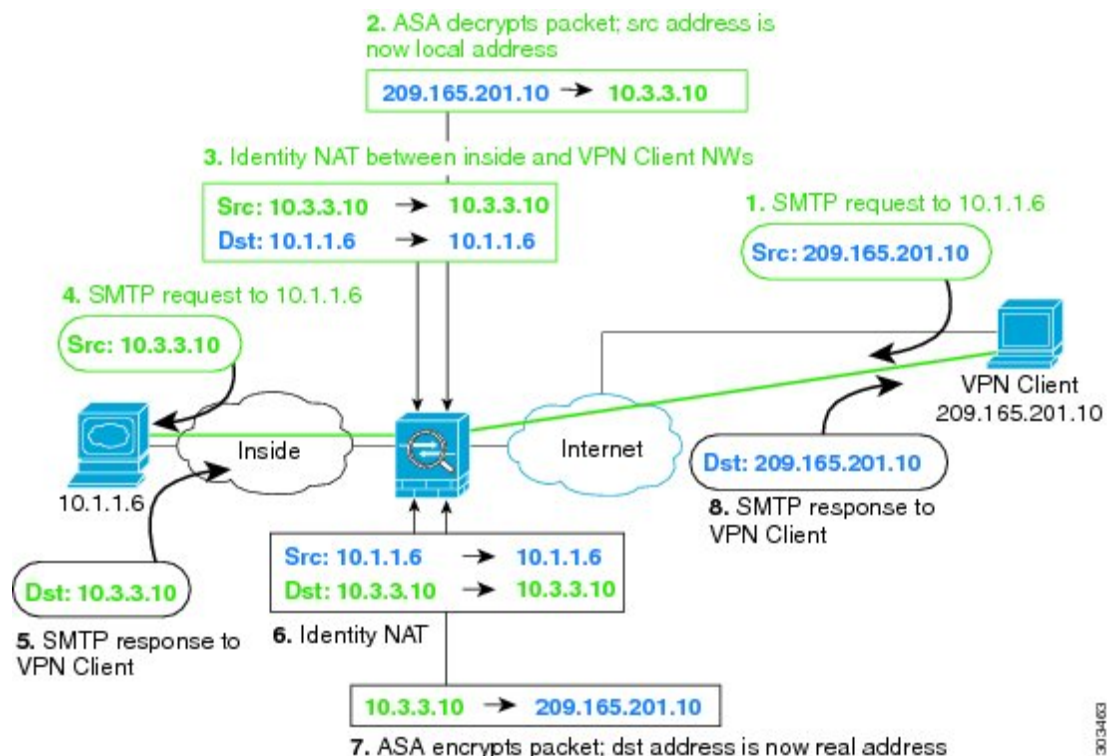 2. ASA decrypts packet; src address is
now local address
209.165.201.10 → 10.3.3.10
3. Identity NAT between inside and VPN Client NWs
Src: 10.3.3.10 → 10.3.3.10
Dst: 10.1.1.6 → 10.1.1.6
1. SMTP request to 10.1.1.6
Src: 209.165.201.10
4. SMTP request to 10.1.1.6
Src: 10.3.3.10
VPN Client
209.165.201.10
Inside
Internet
10.1.1.6
Dst: 209.165.201.10
8. SMTP response to
VPN Client
Src: 10.1.1.6 → 10.1.1.6
Dst: 10.3.3.10 → 10.3.3.10
6. Identity NAT
Dst: 10.3.3.10
5. SMTP response to
VPN Client
10.3.3.10 → 209.165.201.10
7. ASA encrypts packet; dst address is now real address
303463